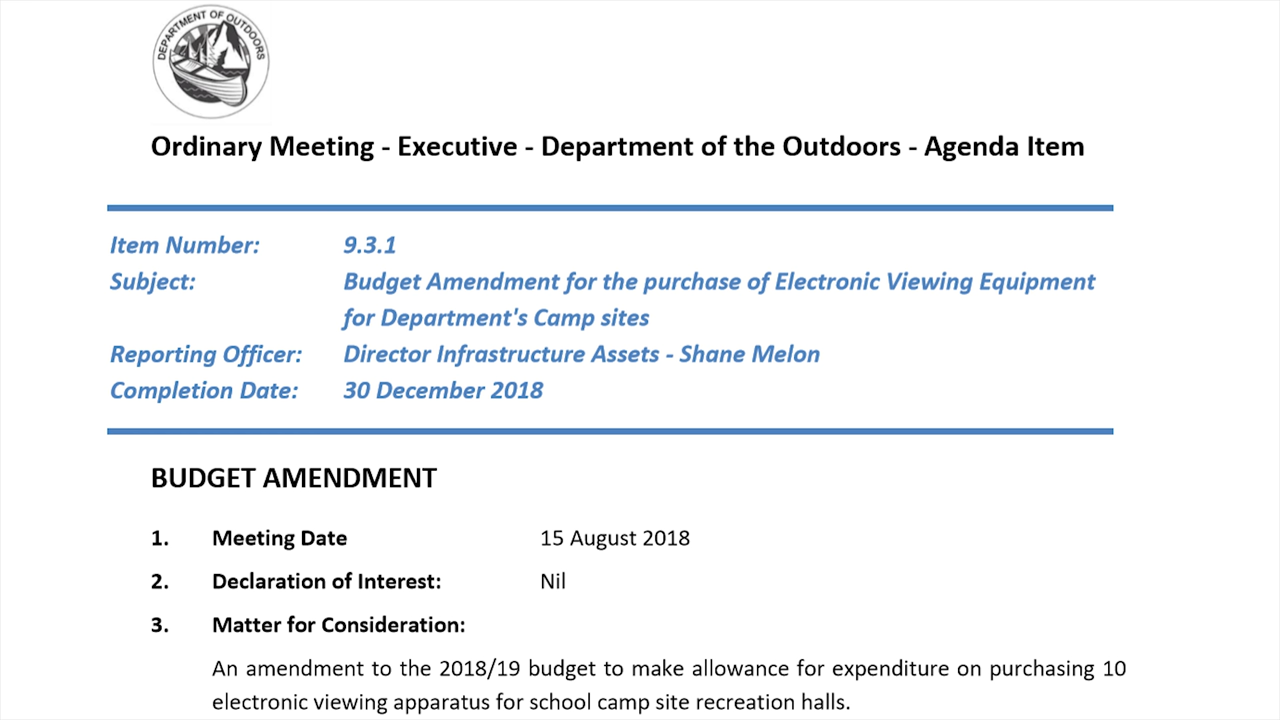 DEPARTMENT OF OUTDOORS
Ordinary Meeting - Executive - Department of the Outdoors - Agenda Item
Item Number: 9.3.1
Subject: Budget Amendment for the purchase of Electronic Viewing Equipment
for Department's Camp sites
Reporting Officer: Director Infrastructure Assets - Shane Melon
Completion Date: 30 December 2018
BUDGET AMENDMENT
1. Meeting Date 15 August 2018
2. Declaration of Interest: Nil
3. Matter for Consideration:
An amendment to the 2018/19 budget to make allowance for expenditure on purchasing 10
electronic viewing apparatus for school camp site recreation halls.